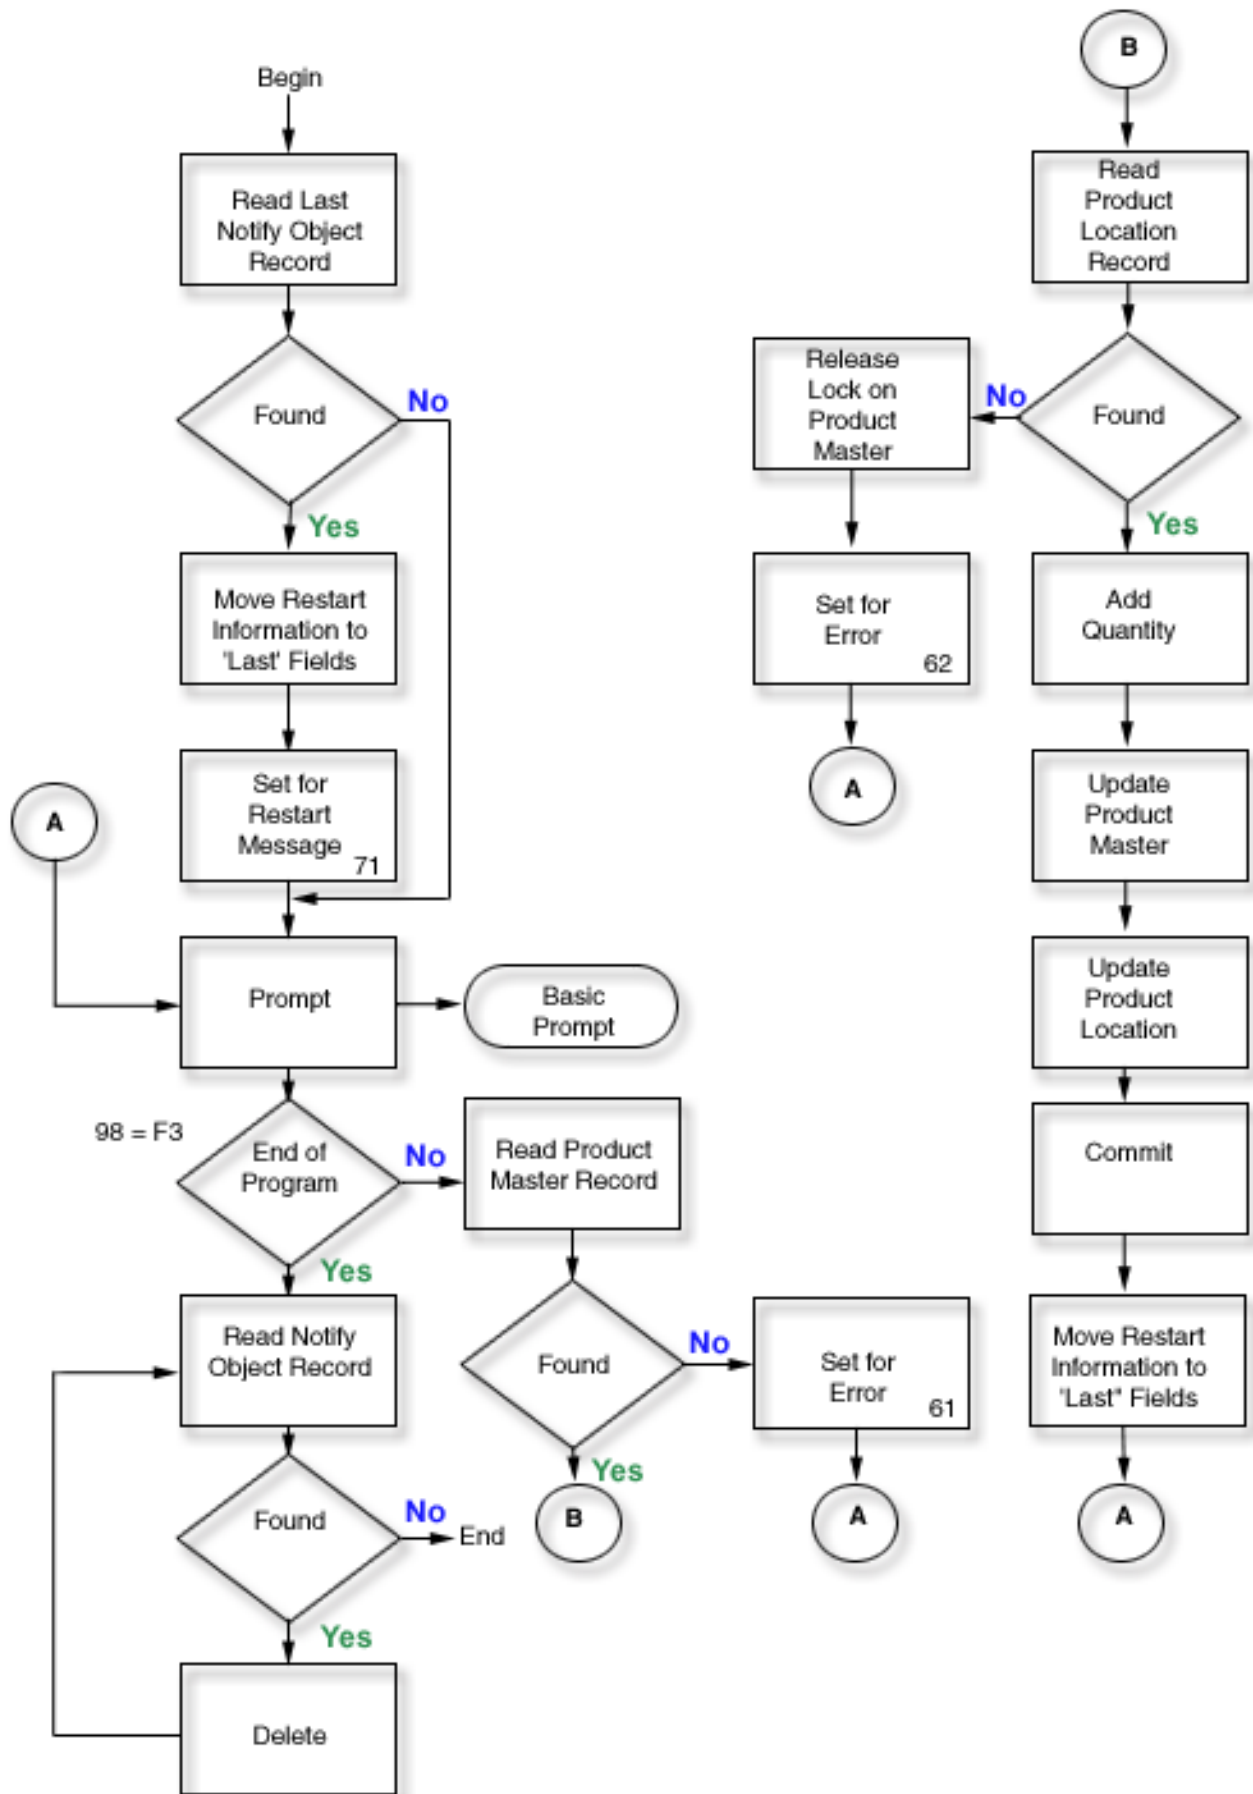 Begin
Read Last
Notify Object
Record
Found
No
Yes
Move Restart
Information to
'Last' Fields
Set for
Restart
Message
71
A
Prompt
Basic
Prompt
98 = F3
End of
Program
No
Yes
Read Product
Master Record
Found
No
Yes
B
Set for
Error
61
A
Read Notify
Object Record
Found
No
End
Yes
Delete
B
Read
Product
Location
Record
Found
No
Yes
Release
Lock on
Product
Master
Set for
Error
62
A
Add
Quantity
Update
Product
Master
Update
Product
Location
Commit
Move Restart
Information to
'Last" Fields
A